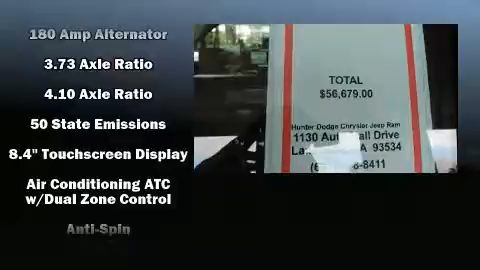 180 Amp Alternator
3.73 Axle Ratio
4.10 Axle Ratio
50 State Emissions
8.4" Touchscreen Display
Air Conditioning ATC
w/Dual Zone Control
Anti-Spin
TOTAL
$56,679.00
Hunter Dodge Chrysler Jeep Ram
1130 Drive
93534
8-8411